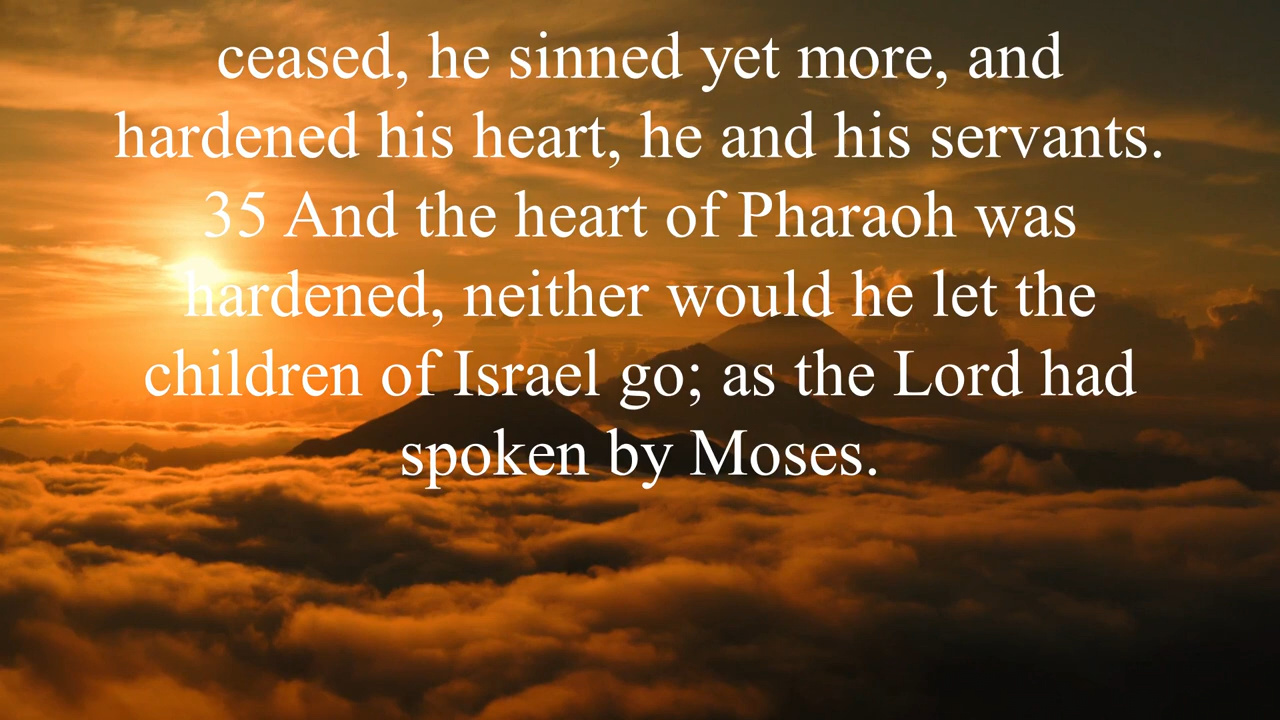 ceased, he sinned yet more, and
hardened his heart, he and his servants.
35 And the heart of Pharaoh was
hardened, neither would he let the
children of Israel go; as the Lord had
spoken by Moses.